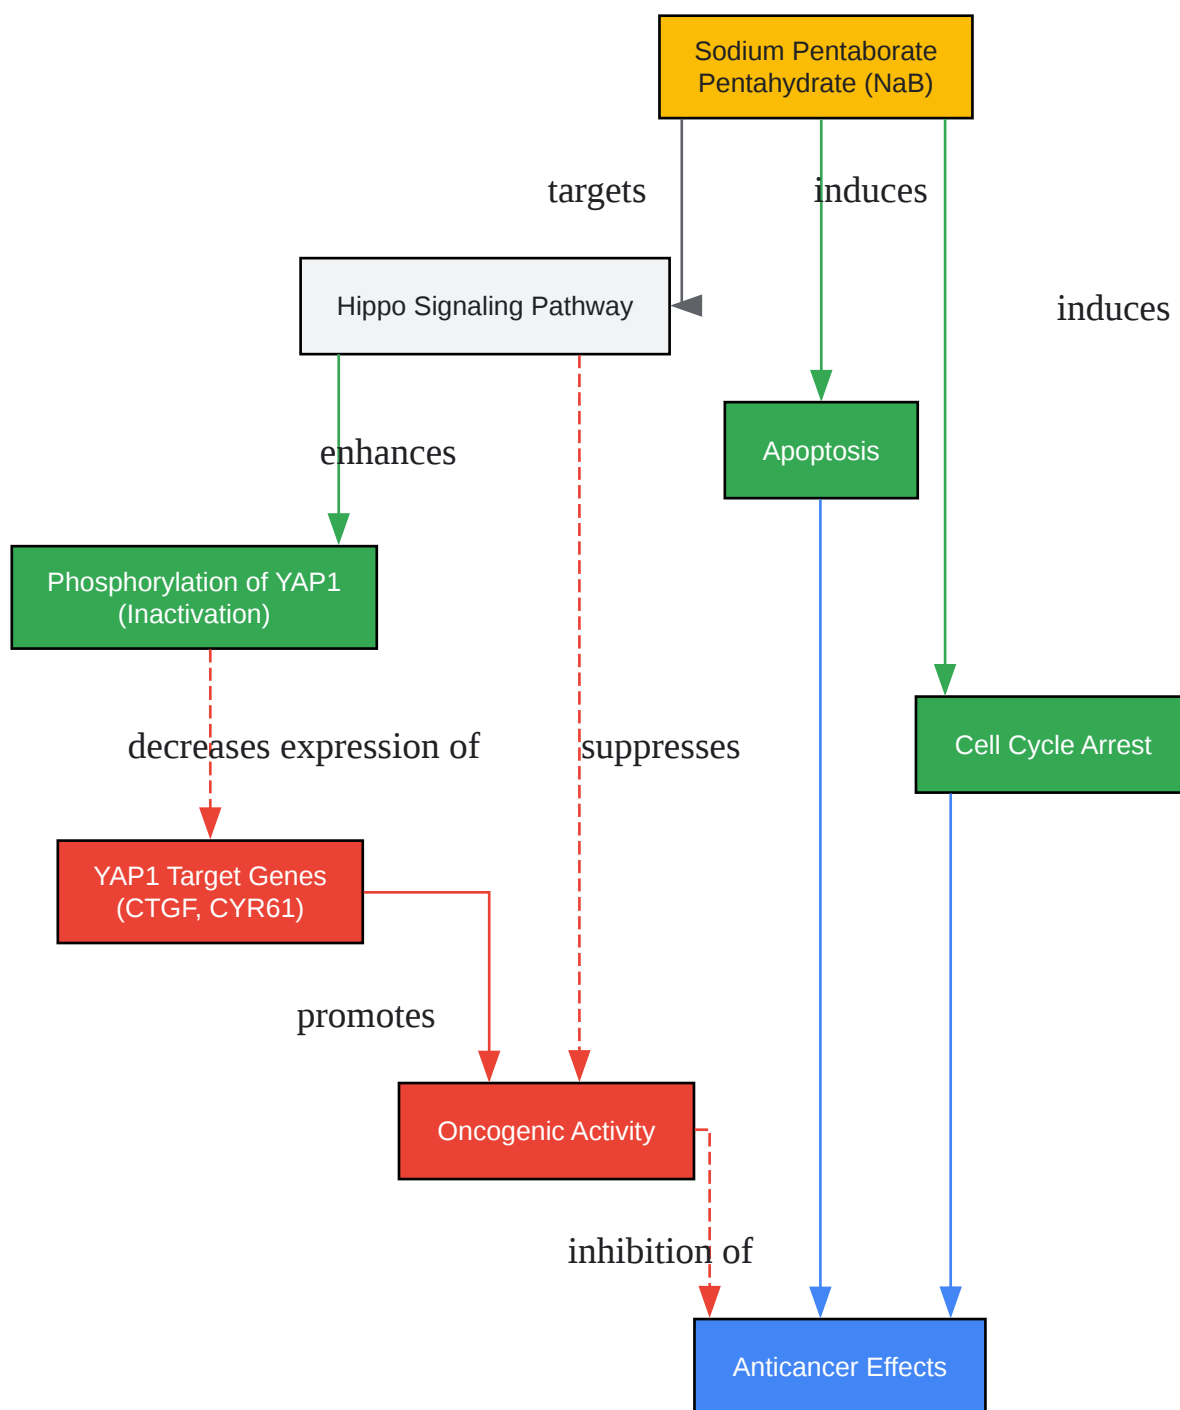 Sodium Pentaborate
Pentahydrate (NaB)
targets
induces
induces
Hippo Signaling Pathway
enhances
Apoptosis
Phosphorylation of YAP1
(Inactivation)
decreases expression of
suppresses
Cell Cycle Arrest
YAP1 Target Genes
(CTGF, CYR61)
promotes
Oncogenic Activity
inhibition of
Anticancer Effects